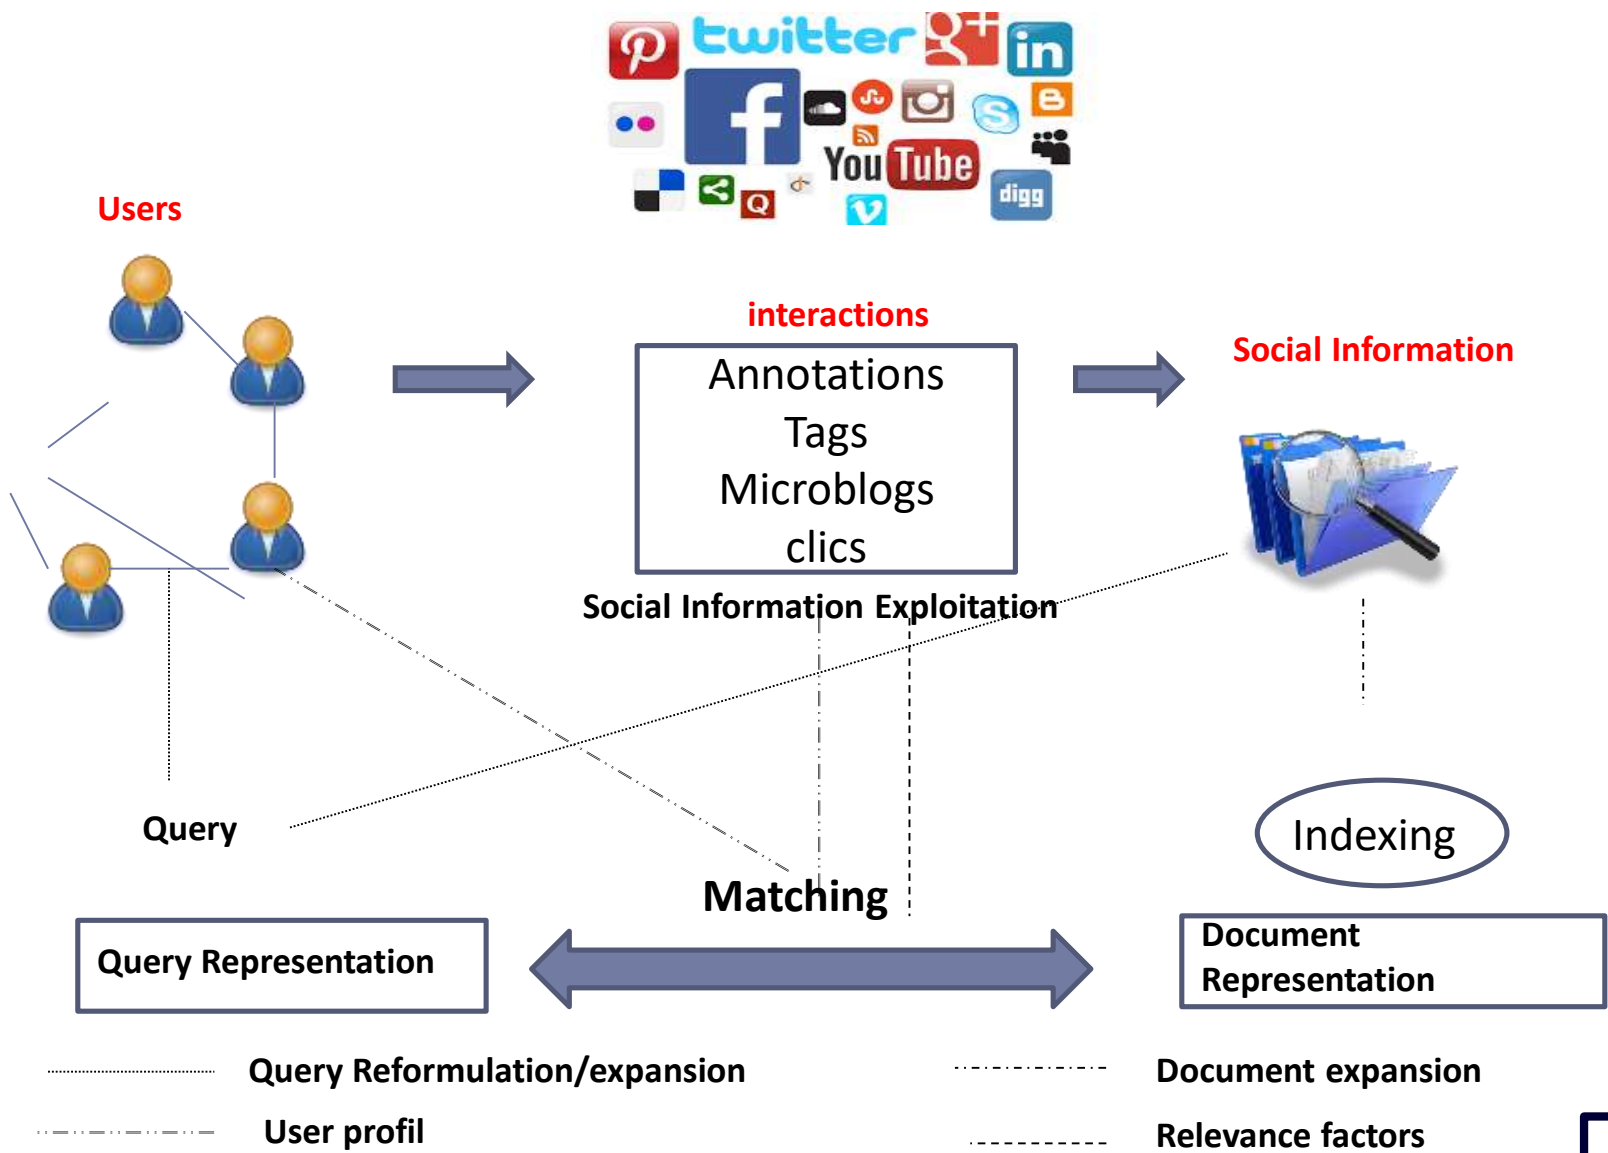 twitter
g+
in
f
B
You Tube
digg
Q
Users
interactions
Social Information
Annotations
Tags
Microblogs
clics
Social Information Exploitation
Query
Indexing
Matching
Query Representation
Document
Representation
Query Reformulation/expansion
Document expansion
User profil
Relevance factors